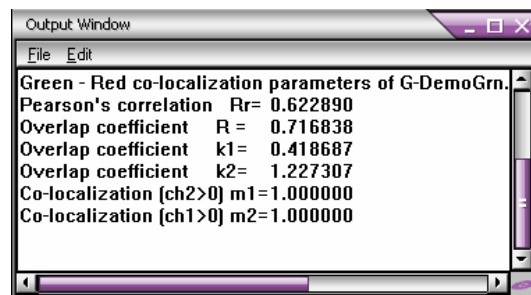 Output Window
File Edit
Green - Red co-localization parameters of G-DemoGrn.
Pearson's correlation Rr= 0.622890
Overlap coefficient R = 0.716838
Overlap coefficient k1= 0.418687
Overlap coefficient k2= 1.227307
Co-localization (ch2>0) m1=1.000000
Co-localization (ch1>0) m2=1.000000